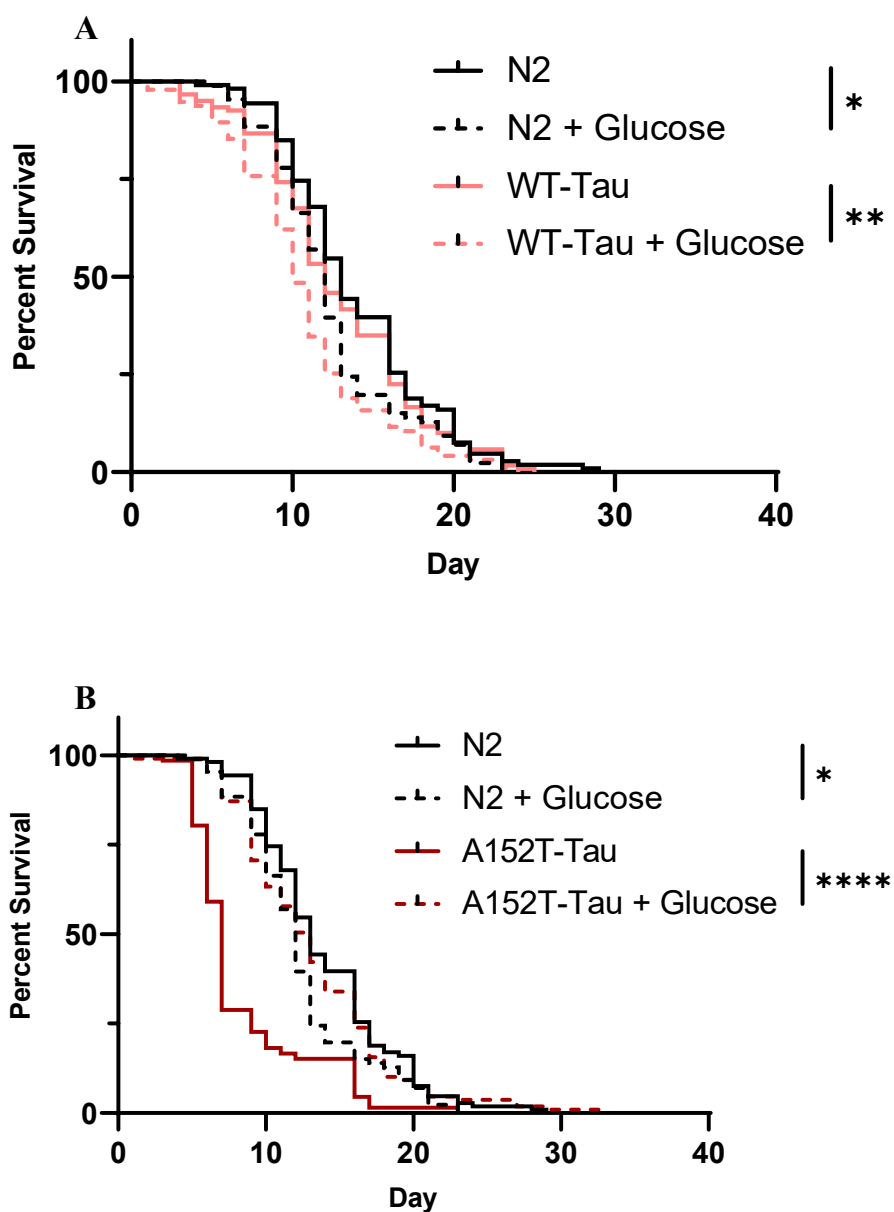 A
N2
N2 + Glucose
WT-Tau
WT-Tau + Glucose
*
**
Percent Survival
100
50
0
0 10 20 30 40
Day
B
N2
N2 + Glucose
A152T-Tau
A152T-Tau + Glucose
*
****
Percent Survival
100
50
0
0 10 20 30 40
Day